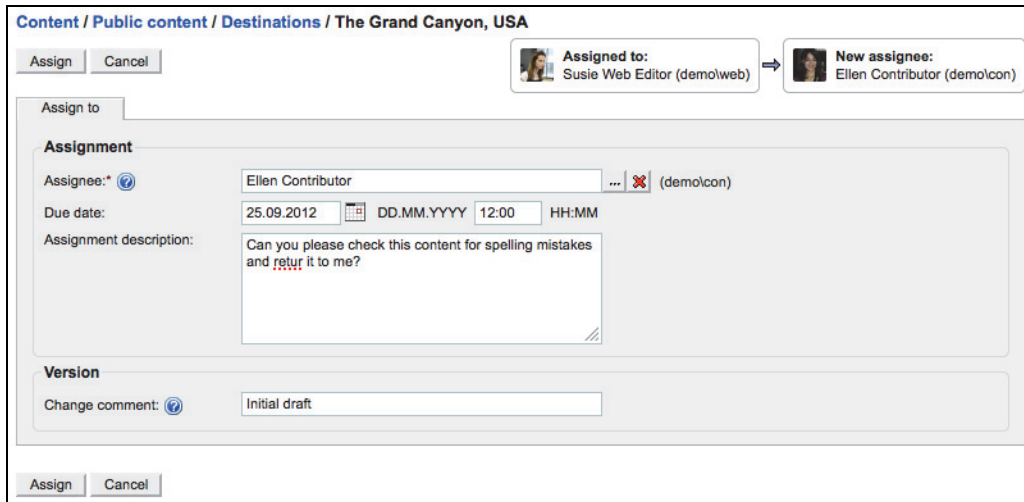 Content / Public content / Destinations / The Grand Canyon, USA
Assign Cancel
Assigned to:
Susie Web Editor (demo\web)
New assignee:
Ellen Contributor (demo\con)
Assign to
Assignment
Assignee:* ? Ellen Contributor ... (demo\con)
Due date: 25.09.2012 DD.MM.YYYY 12:00 HH:MM
Assignment description: Can you please check this content for spelling mistakes
and retur it to me?
Version
Change comment: ? Initial draft
Assign Cancel